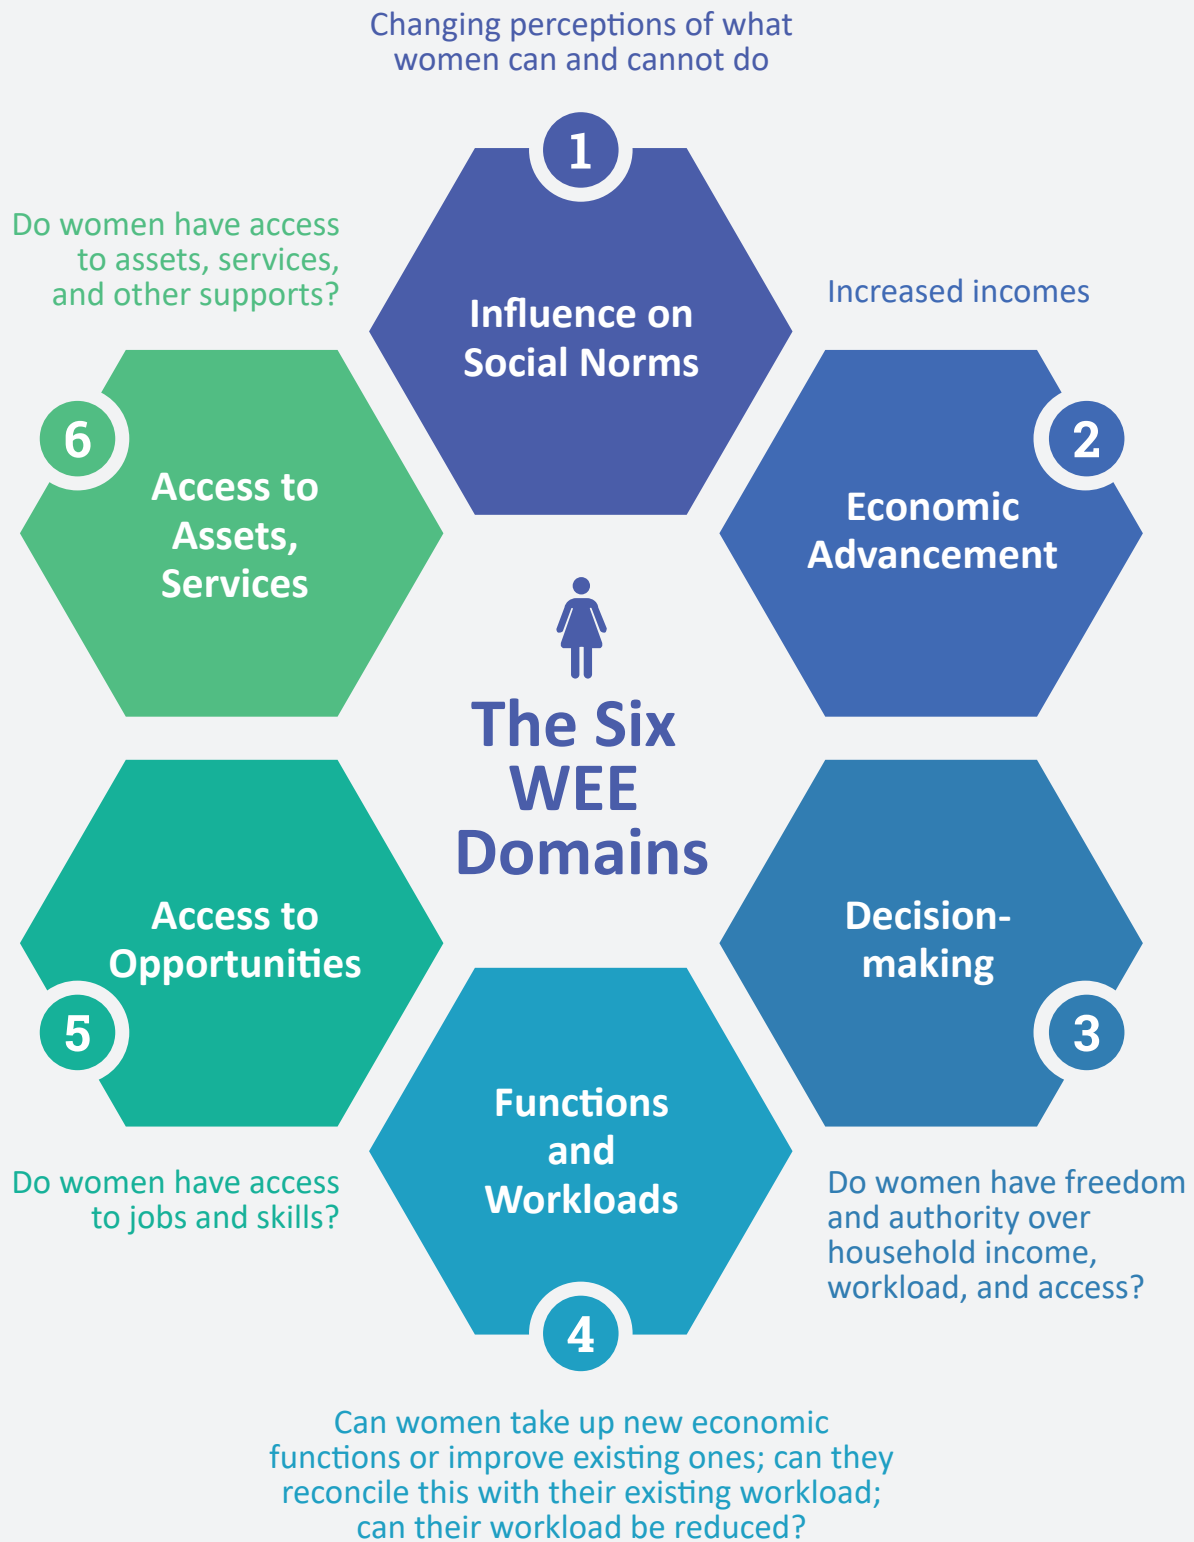 Changing perceptions of what
women can and cannot do
1
Influence on
Social Norms
Increased incomes
2
Economic
Advancement
3
Decision-
making
Do women have freedom
and authority over
household income,
workload, and access?
4
Functions
and
Workloads
Can women take up new economic
functions or improve existing ones; can they
reconcile this with their existing workload;
can their workload be reduced?
5
Access to
Opportunities
Do women have access
to jobs and skills?
Do women have access
to assets, services,
and other supports?
6
Access to
Assets,
Services
The Six
WEE
Domains